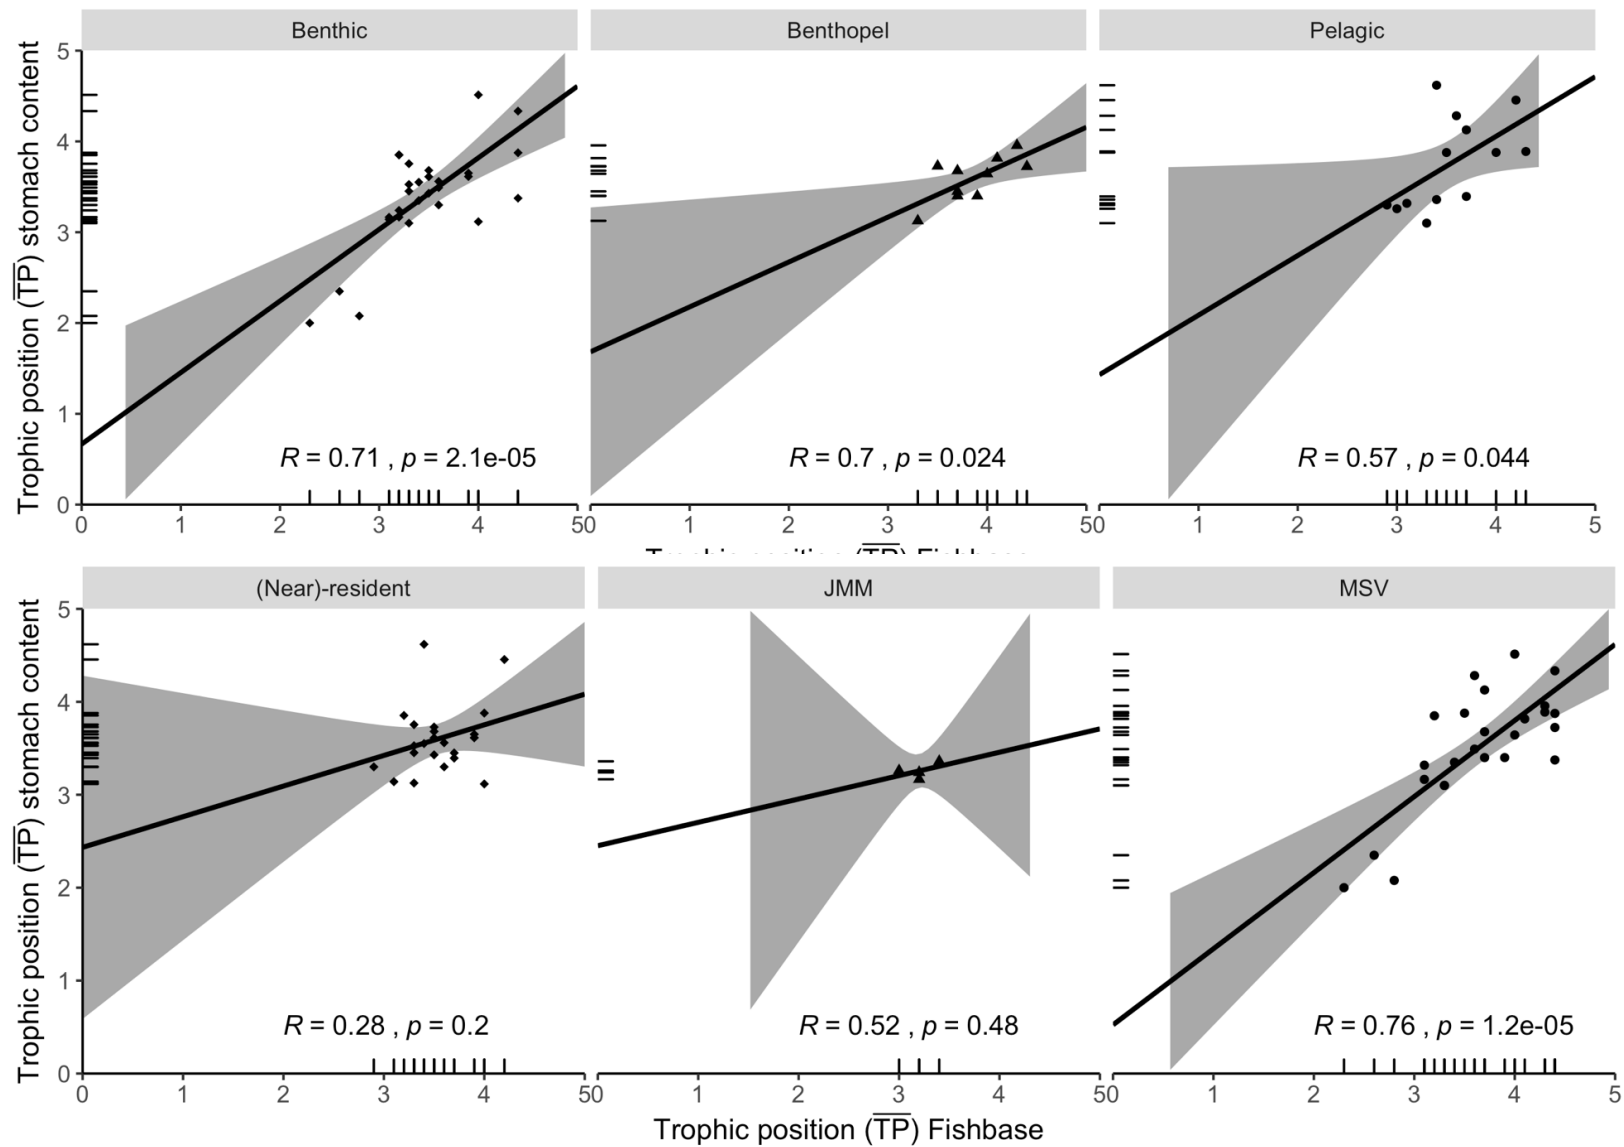 Benthic Benthopel Pelagic
Trophic position (TP) stomach content
5
4
3
2
1
0
R = 0.71 , p = 2.1e-05
R = 0.7 , p = 0.024
R = 0.57 , p = 0.044
0 1 2 3 4 50 1 2 3 4 50 1 2 3 4 5
Trophic position (TP) Fishbase
(Near)-resident JMM MSV
Trophic position (TP) stomach content
5
4
3
2
1
0
R = 0.28 , p = 0.2
R = 0.52 , p = 0.48
R = 0.76 , p = 1.2e-05
0 1 2 3 4 50 1 2 3 4 50 1 2 3 4 5
Trophic position (TP) Fishbase